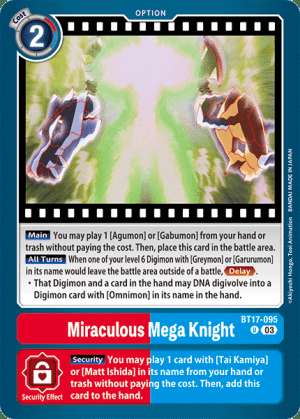 OPTION
Cost
2
[Main] You may play 1 [Agumon] or [Gabumon] from your hand or
trash without paying the cost. Then, place this card in the battle area.
[All Turns] When one of your level 6 Digimon with [Greymon] or [Garurumon]
in its name would leave the battle area outside of a battle, Delay.
• That Digimon and a card in the hand may DNA digivolve into a
Digimon card with [Omnimon] in its name in the hand.
©Akiyoshi Hongo, Toei Animation BANDAI MADE IN JAPAN
BT17-095
Miraculous Mega Knight
U 03
Security You may play 1 card with [Tai Kamiya]
or [Matt Ishida] in its name from your hand or
trash without paying the cost. Then, add this
card to the hand.
Security Effect